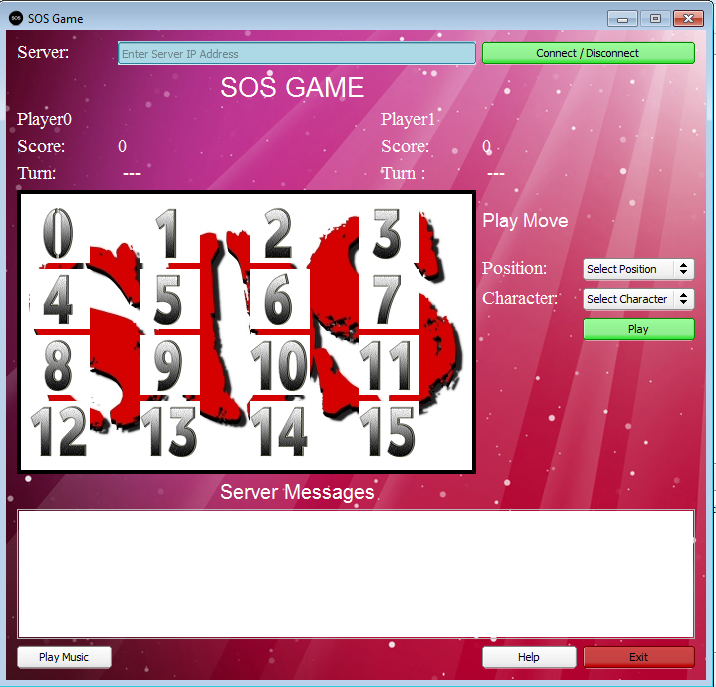 SOS SOS Game
Server: Enter Server IP Address Connect / Disconnect
SOS GAME
Player0 Player1
Score: 0 Score: 0
Turn: --- Turn : ---
0 1 2 3
4 5 6 7
8 9 10 11
12 13 14 15
Play Move
Position: Select Position
Character: Select Character
Play
Server Messages
Play Music Help Exit